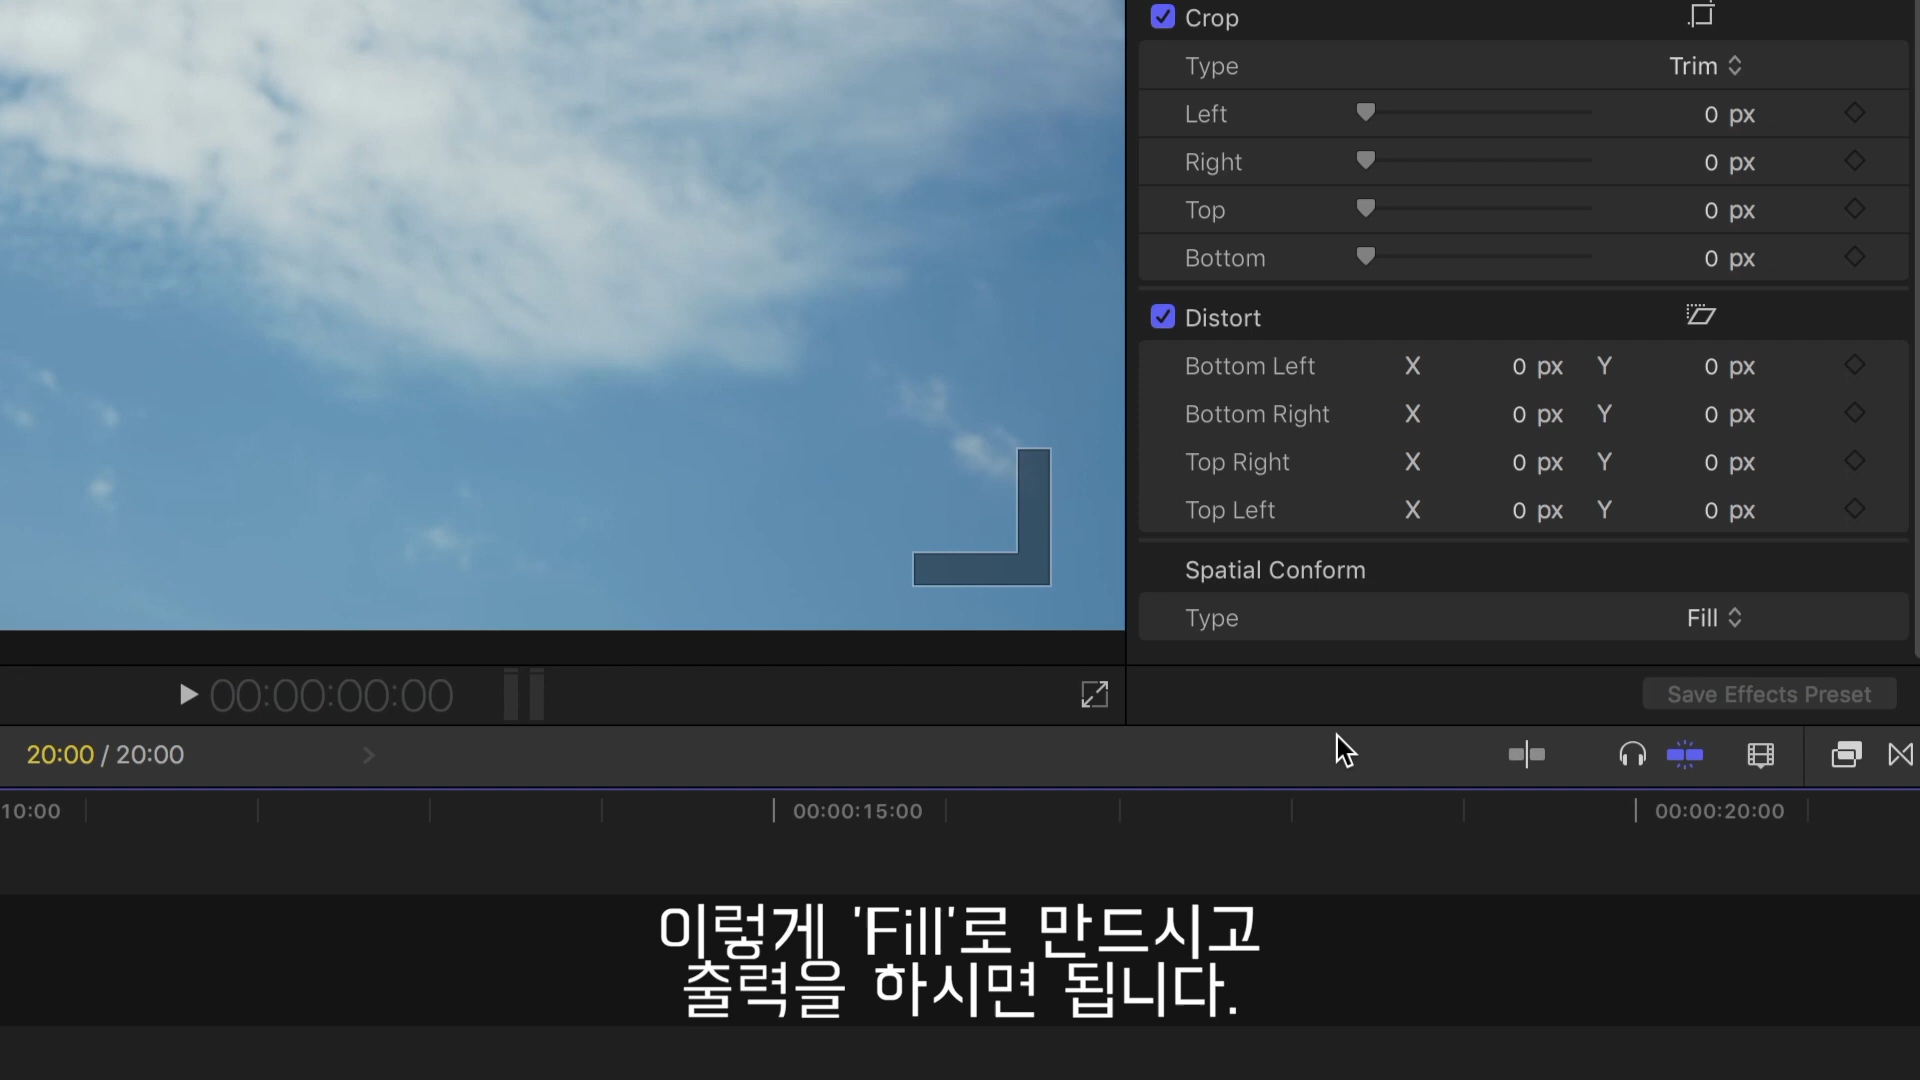 Crop
Type Trim
Left 0 px
Right 0 px
Top 0 px
Bottom 0 px
Distort
Bottom Left X 0 px Y 0 px
Bottom Right X 0 px Y 0 px
Top Right X 0 px Y 0 px
Top Left X 0 px Y 0 px
Spatial Conform
Type Fill
00:00:00:00
Save Effects Preset
20:00 / 20:00
10:00 00:00:15:00 00:00:20:00
이렇게 'Fill'로 만드시고
출력을 하시면 됩니다.